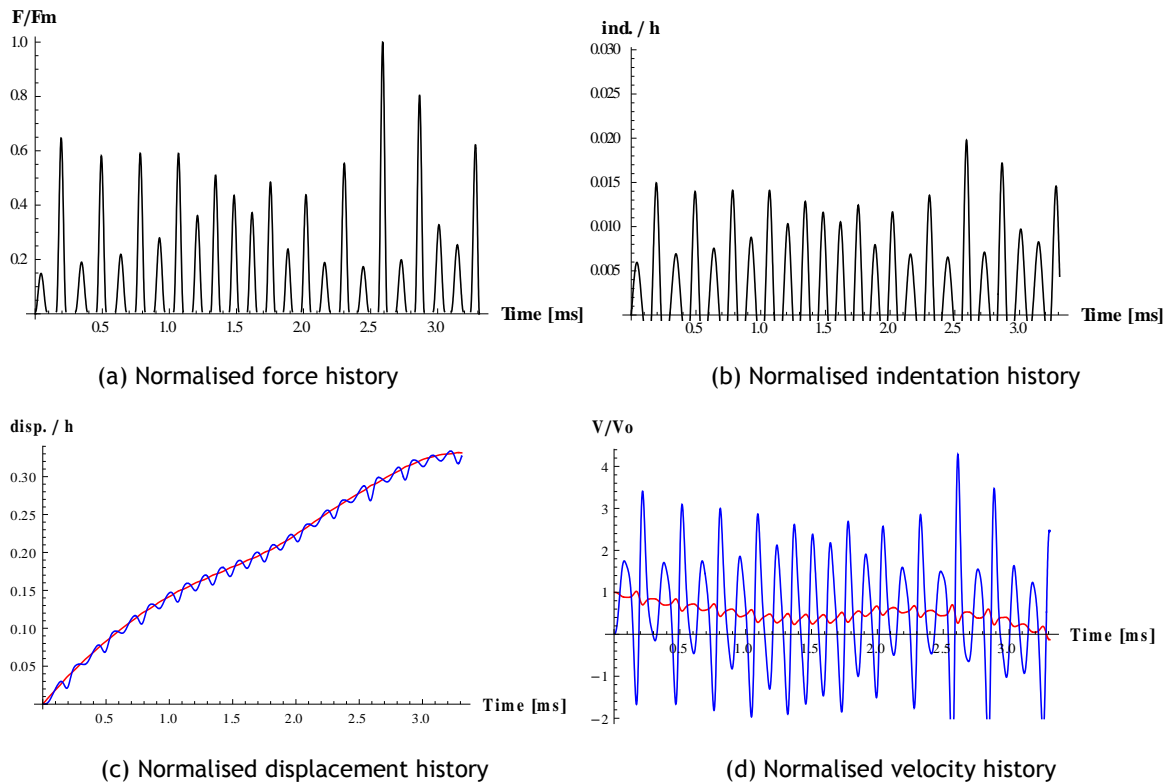 F/Fm
1.0
0.8
0.6
0.4
0.2
0.5 1.0 1.5 2.0 2.5 3.0
Time [ms]
(a) Normalised force history
ind. / h
0.030
0.025
0.020
0.015
0.010
0.005
0.5 1.0 1.5 2.0 2.5 3.0
Time [ms]
(b) Normalised indentation history
disp. / h
0.30
0.25
0.20
0.15
0.10
0.05
0.5 1.0 1.5 2.0 2.5 3.0
Time [ms]
(c) Normalised displacement history
V/Vo
4
3
2
1
−1
−2
0.5 1.0 1.5 2.0 2.5 3.0
Time [ms]
(d) Normalised velocity history